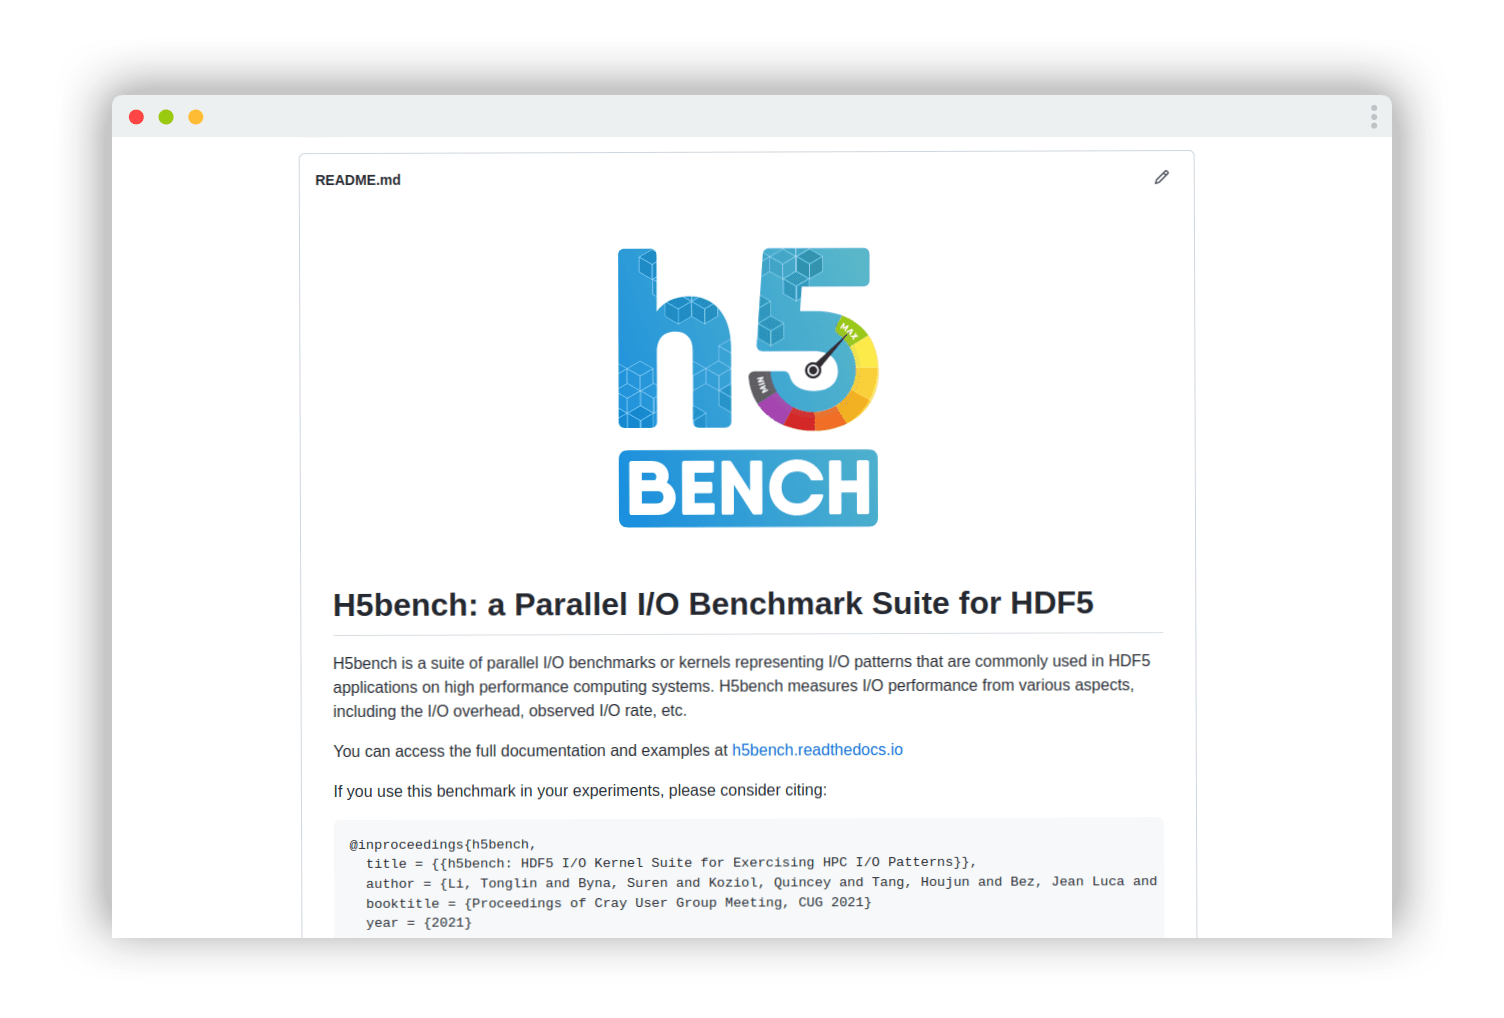 README.md
h5
MAX
MIN
BENCH
H5bench: a Parallel I/O Benchmark Suite for HDF5
H5bench is a suite of parallel I/O benchmarks or kernels representing I/O patterns that are commonly used in HDF5
applications on high performance computing systems. H5bench measures I/O performance from various aspects,
including the I/O overhead, observed I/O rate, etc.
You can access the full documentation and examples at h5bench.readthedocs.io
If you use this benchmark in your experiments, please consider citing:
@inproceedings{h5bench,
  title = {{h5bench: HDF5 I/O Kernel Suite for Exercising HPC I/O Patterns}},
  author = {Li, Tonglin and Byna, Suren and Koziol, Quincey and Tang, Houjun and Bez, Jean Luca and
  booktitle = {Proceedings of Cray User Group Meeting, CUG 2021}
  year = {2021}